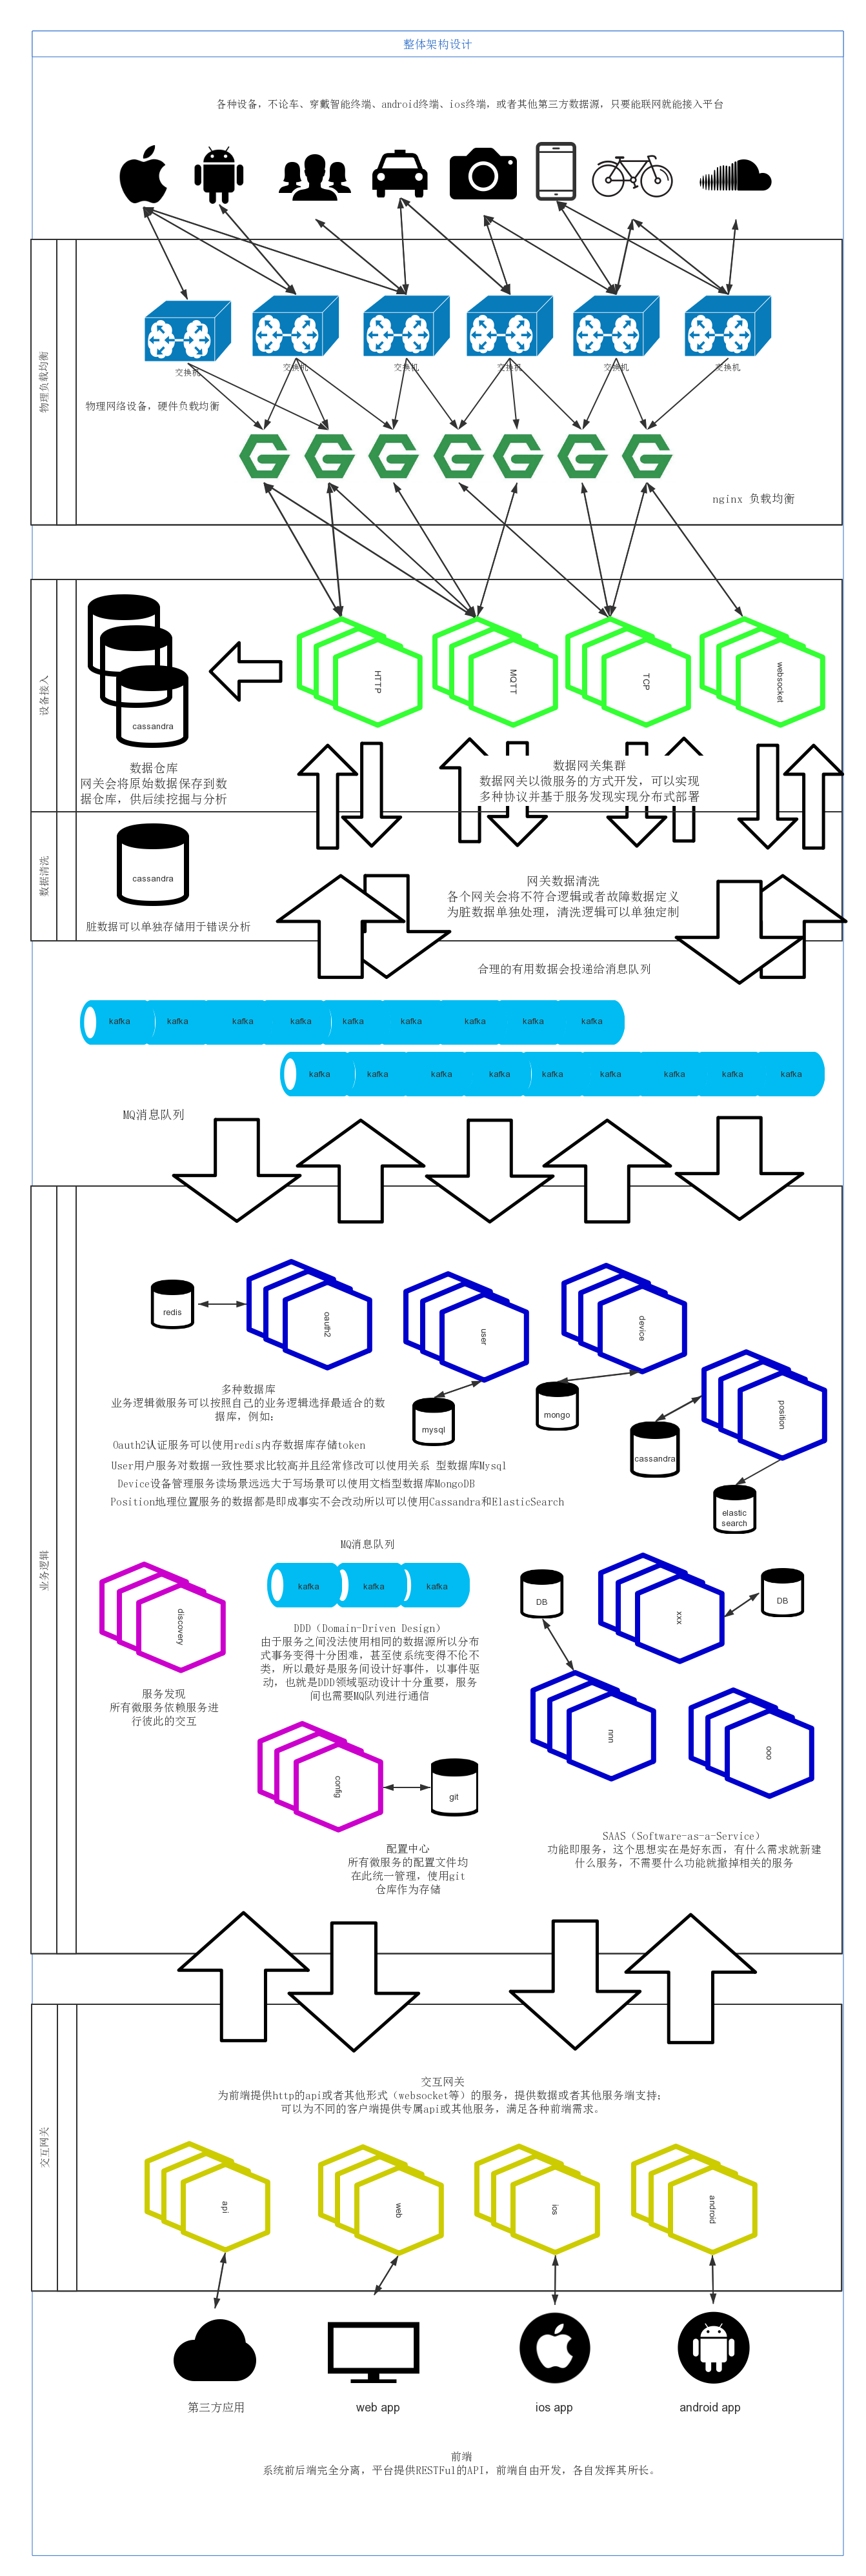 整体架构设计
各种设备，不论车、穿戴智能终端、android终端、ios终端，或者其他第三方数据源，只要能联网就能接入平台
物理负载均衡
交换机
交换机
交换机
交换机
交换机
交换机
物理网络设备，硬件负载均衡
nginx 负载均衡
设备接入
HTTP
MQTT
TCP
websocket
cassandra
数据仓库
网关会将原始数据保存到数
据仓库，供后续挖掘与分析
数据网关集群
数据网关以微服务的方式开发，可以实现
多种协议并基于服务发现实现分布式部署
数据清洗
cassandra
脏数据可以单独存储用于错误分析
网关数据清洗
各个网关会将不符合逻辑或者故障数据定义
为脏数据单独处理，清洗逻辑可以单独定制
合理的有用数据会投递给消息队列
kafka kafka kafka kafka kafka kafka kafka kafka kafka
kafka kafka kafka kafka kafka kafka kafka kafka kafka
MQ消息队列
业务逻辑
redis
oauth2
user
device
position
mysql
mongo
cassandra
elastic
search
多种数据库
业务逻辑微服务可以按照自己的业务逻辑选择最适合的数
据库，例如：
Oauth2认证服务可以使用redis内存数据库存储token
User用户服务对数据一致性要求比较高并且经常修改可以使用关系 型数据库Mysql
Device设备管理服务读场景远远大于写场景可以使用文档型数据库MongoDB
Position地理位置服务的数据都是即成事实不会改动所以可以使用Cassandra和ElasticSearch
MQ消息队列
kafka kafka kafka
discovery
服务发现
所有微服务依赖服务进
行彼此的交互
DDD（Domain-Driven Design）
由于服务之间没法使用相同的数据源所以分布
式事务变得十分困难，甚至使系统变得不伦不
类，所以最好是服务间设计好事件，以事件驱
动，也就是DDD领域驱动设计十分重要，服务
间也需要MQ队列进行通信
DB
xxx
DB
nnn
ooo
config
git
配置中心
所有微服务的配置文件均
在此统一管理，使用git
仓库作为存储
SAAS（Software-as-a-Service）
功能即服务，这个思想实在是好东西，有什么需求就新建
什么服务，不需要什么功能就撤掉相关的服务
交互网关
交互网关
为前端提供http的api或者其他形式（websocket等）的服务，提供数据或者其他服务端支持；
可以为不同的客户端提供专属api或其他服务，满足各种前端需求。
api
web
ios
android
第三方应用
web app
ios app
android app
前端
系统前后端完全分离，平台提供RESTFul的API，前端自由开发，各自发挥其所长。